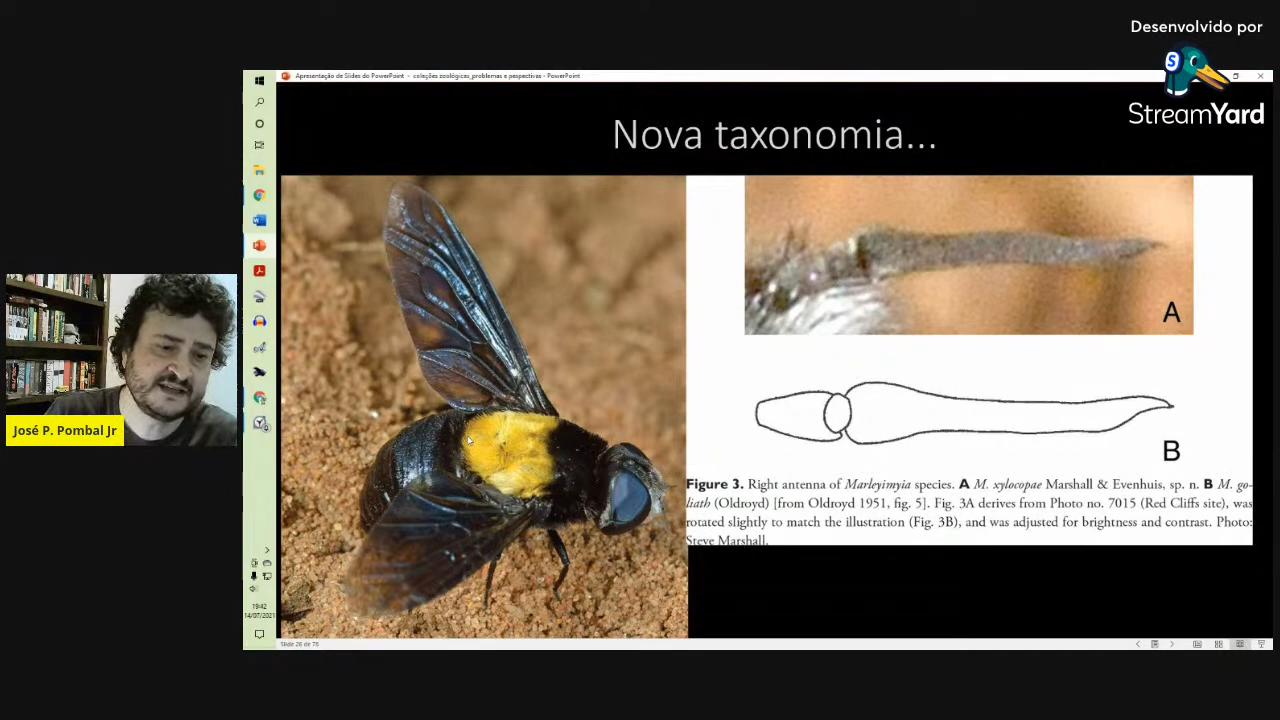 Desenvolvido por
StreamYard
Apresentação de Slides do PowerPoint - coleções zoológicas_problemas e pespectivas - PowerPoint
Nova taxonomia...
A
B
Figure 3. Right antenna of Marleyimyia species. A M. xylocopae Marshall & Evenhuis, sp. n. B M. go-
liath (Oldroyd) [from Oldroyd 1951, fig. 5]. Fig. 3A derives from Photo no. 7015 (Red Cliffs site), was
rotated slightly to match the illustration (Fig. 3B), and was adjusted for brightness and contrast. Photo:
Steve Marshall.
José P. Pombal Jr
19:42
14/07/2021
Slide 26 de 78